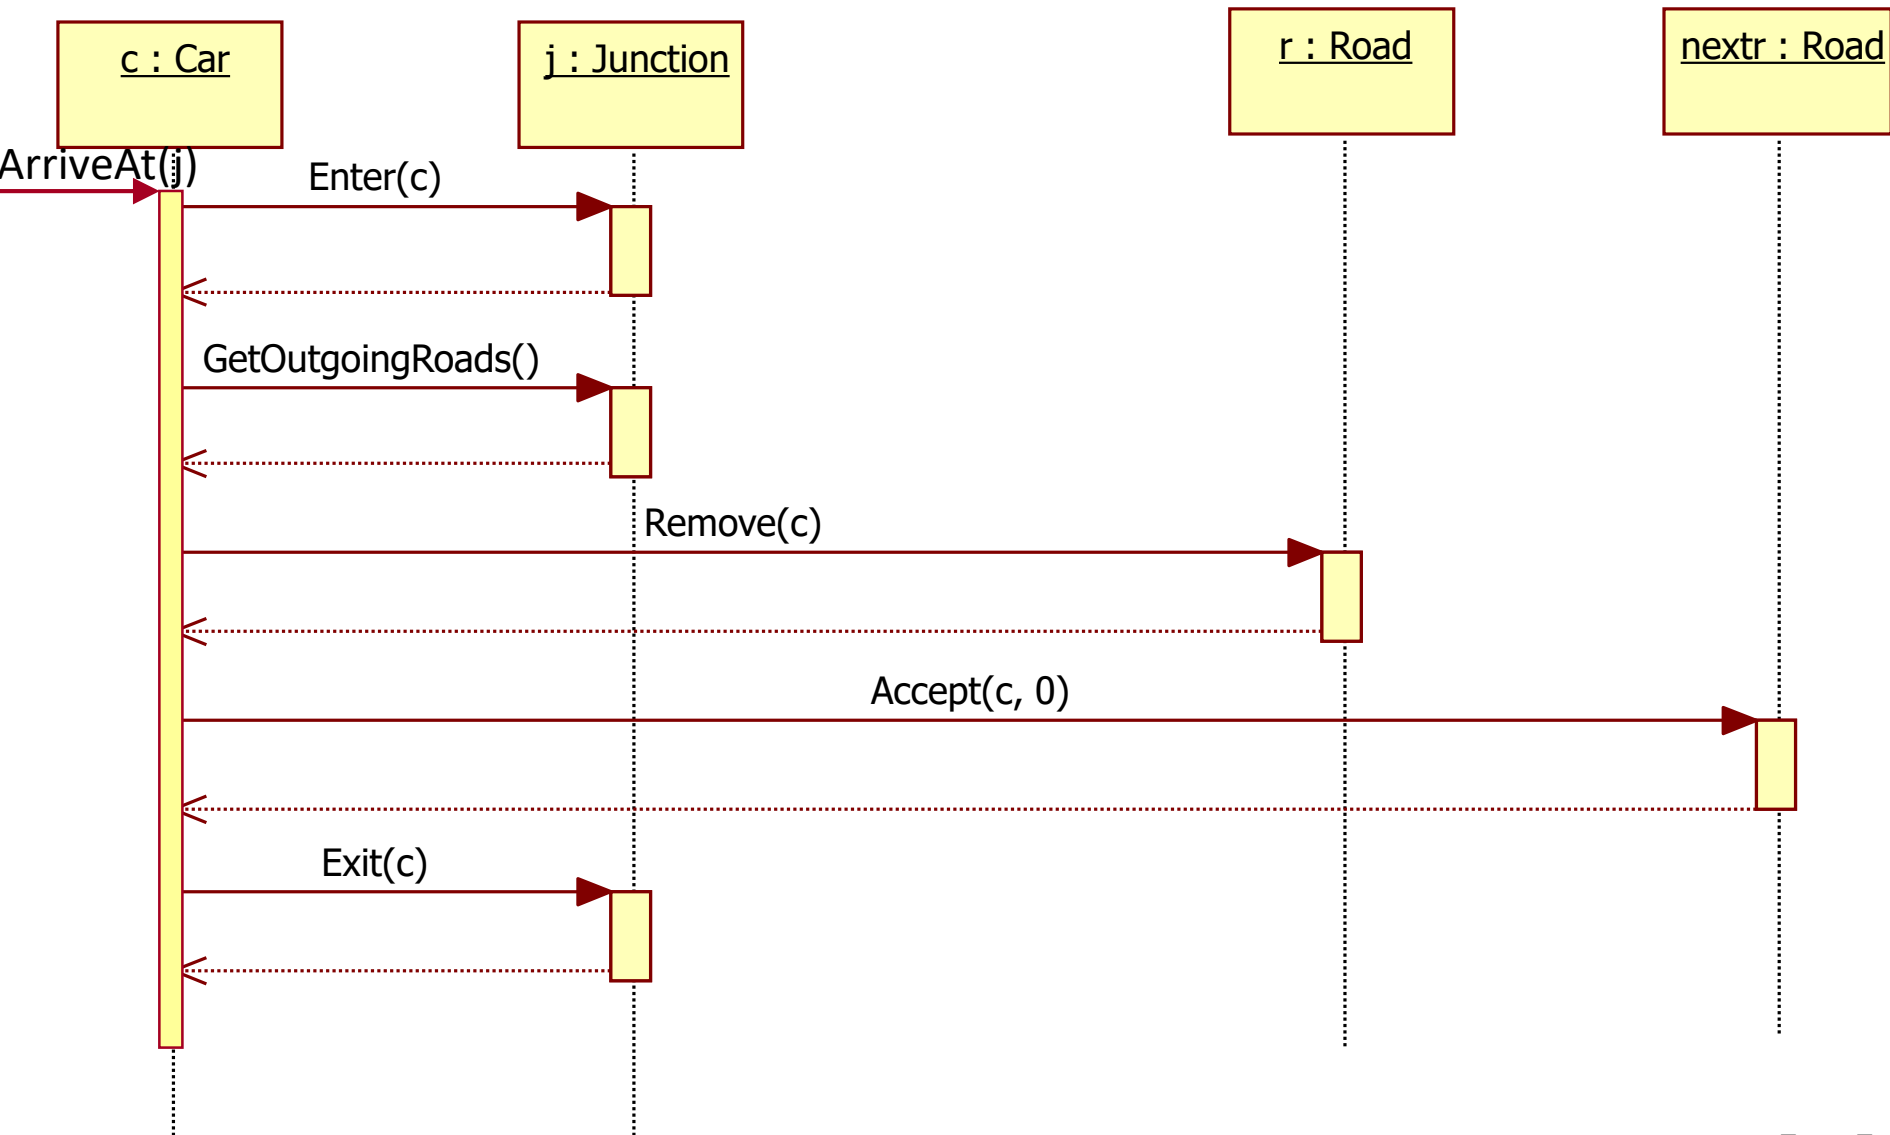 c : Car
j : Junction
r : Road
nextr : Road
ArriveAt(j)
Enter(c)
GetOutgoingRoads()
Remove(c)
Accept(c, 0)
Exit(c)